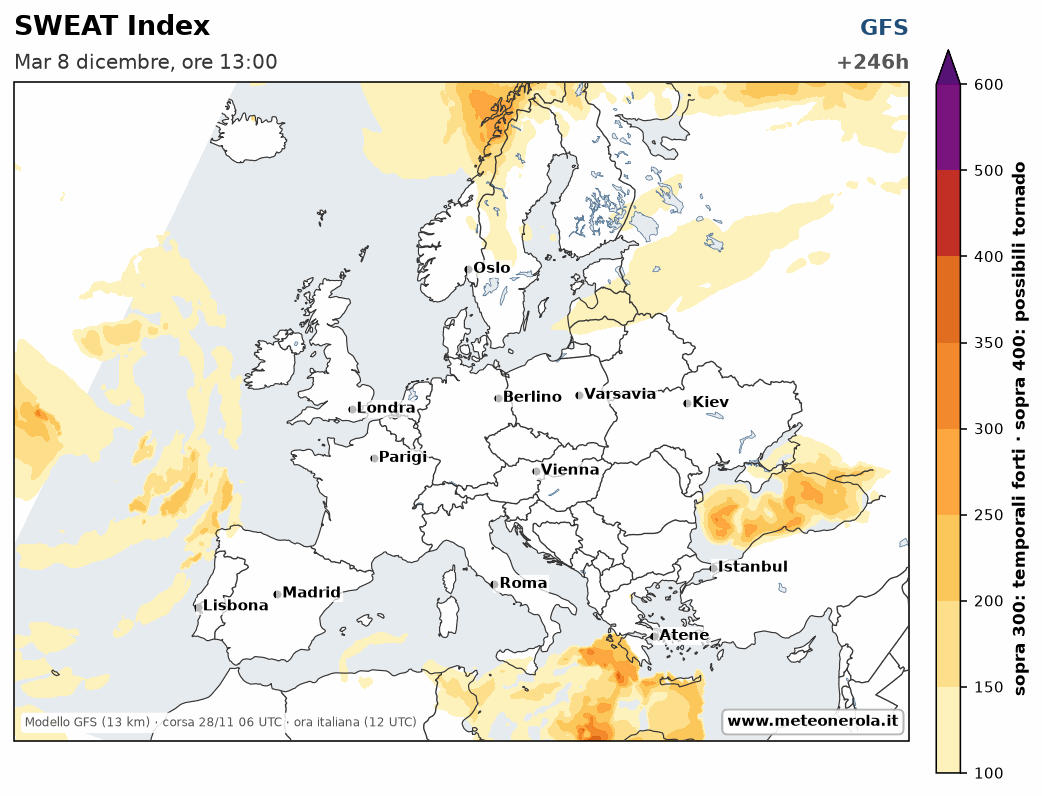 SWEAT Index
GFS
Mar 8 dicembre, ore 13:00
+246h
600
500
400
350
300
250
200
150
100
sopra 300: temporali forti · sopra 400: possibili tornado
Oslo
Berlino
Varsavia
Kiev
Londra
Parigi
Vienna
Istanbul
Roma
Madrid
Lisbona
Atene
Modello GFS (13 km) · corsa 28/11 06 UTC · ora italiana (12 UTC)
www.meteonerola.it